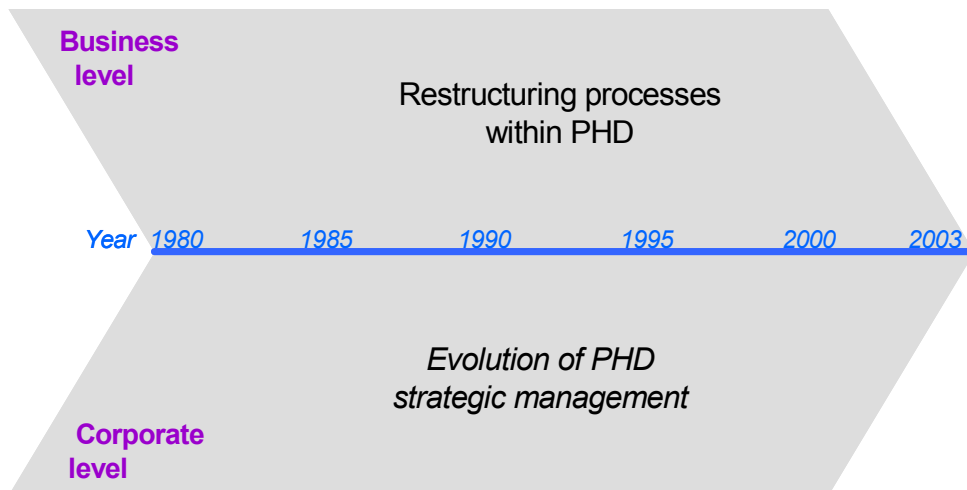 Business
level
Restructuring processes
within PHD
Year 1980 1985 1990 1995 2000 2003
Evolution of PHD
strategic management
Corporate
level